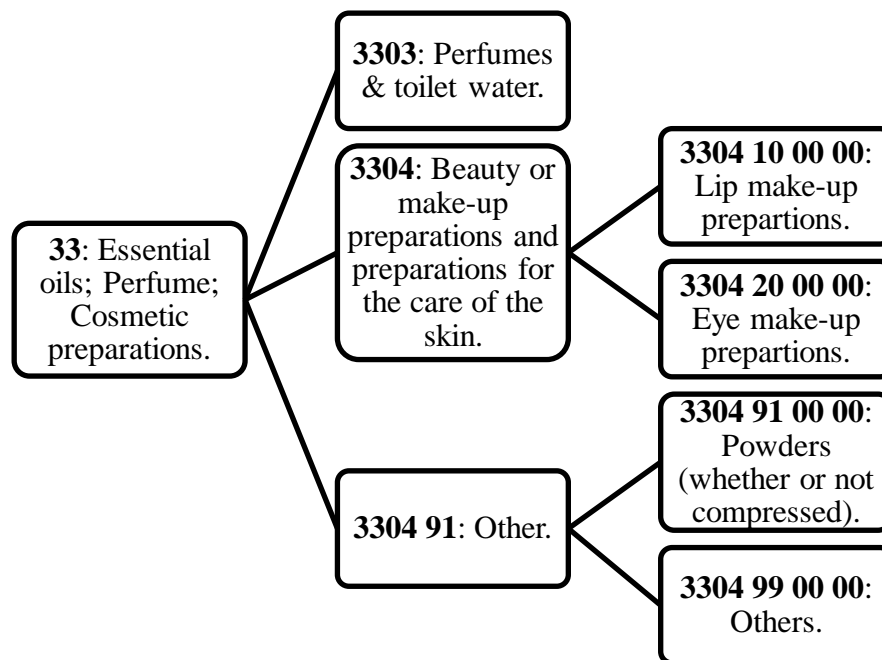 33: Essential
oils; Perfume;
Cosmetic
preparations.
3303: Perfumes
& toilet water.
3304: Beauty or
make-up
preparations and
preparations for
the care of the
skin.
3304 91: Other.
3304 10 00 00:
Lip make-up
prepartions.
3304 20 00 00:
Eye make-up
prepartions.
3304 91 00 00:
Powders
(whether or not
compressed).
3304 99 00 00:
Others.